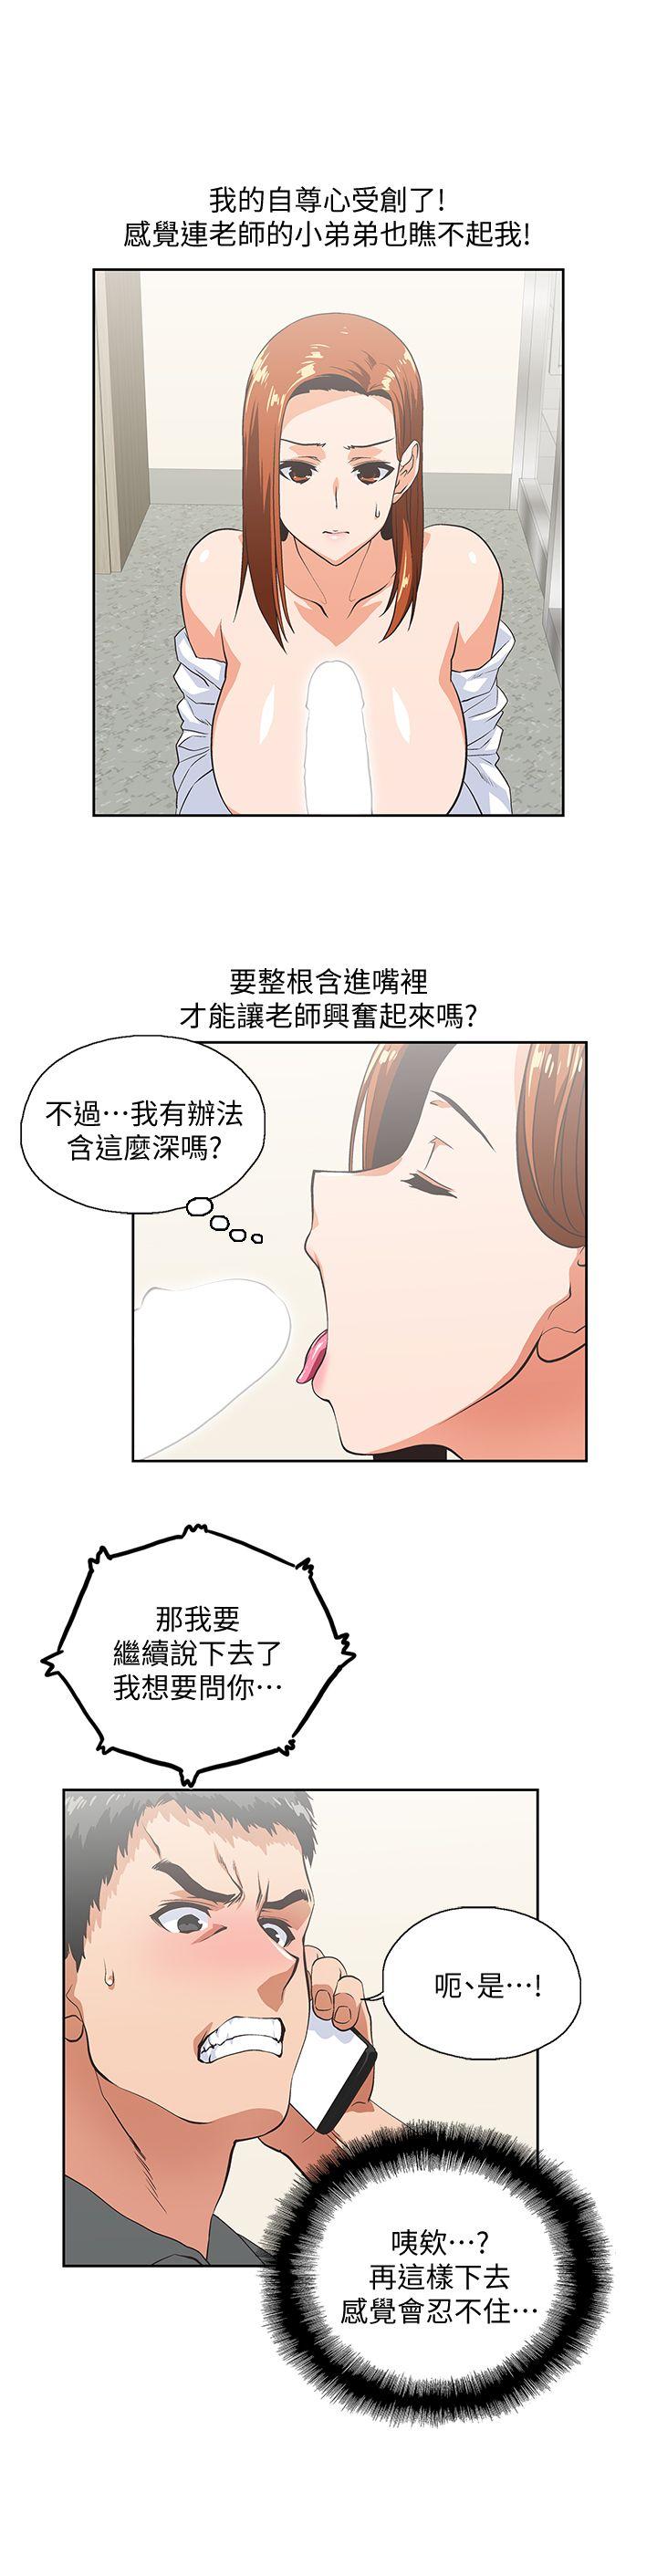 我的自尊心受創了!
感覺連老師的小弟弟也瞧不起我!
要整根含進嘴裡
才能讓老師興奮起來嗎?
不過⋯我有辦法
含這麼深嗎?
那我要
繼續說下去了
我想要問你⋯
呃、是⋯!
咦欸⋯?
再這樣下去
感覺會忍不住⋯